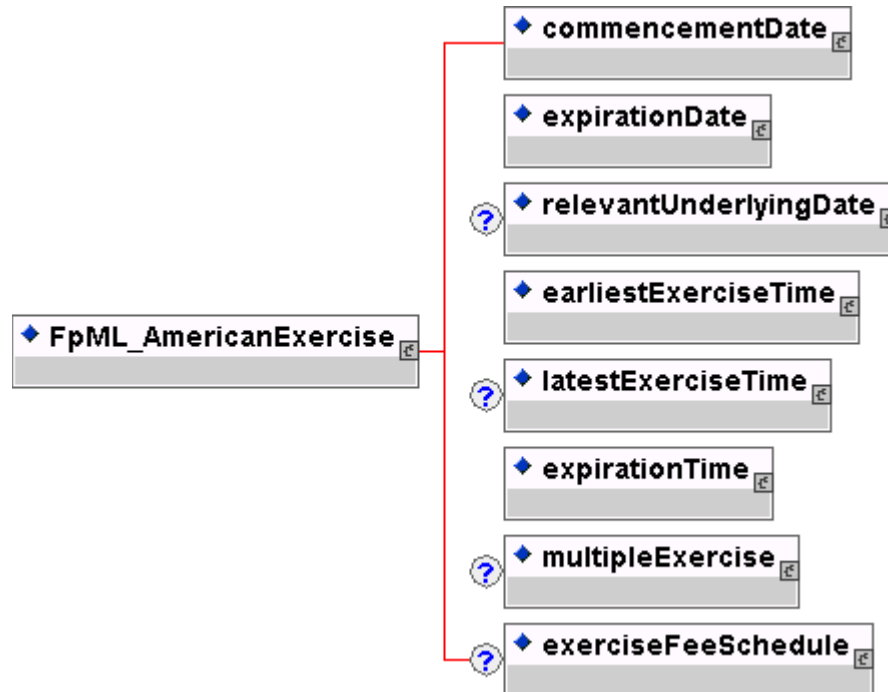 commencementDate
expirationDate
? relevantUnderlyingDate
earliestExerciseTime
FpML_AmericanExercise
? latestExerciseTime
expirationTime
? multipleExercise
? exerciseFeeSchedule